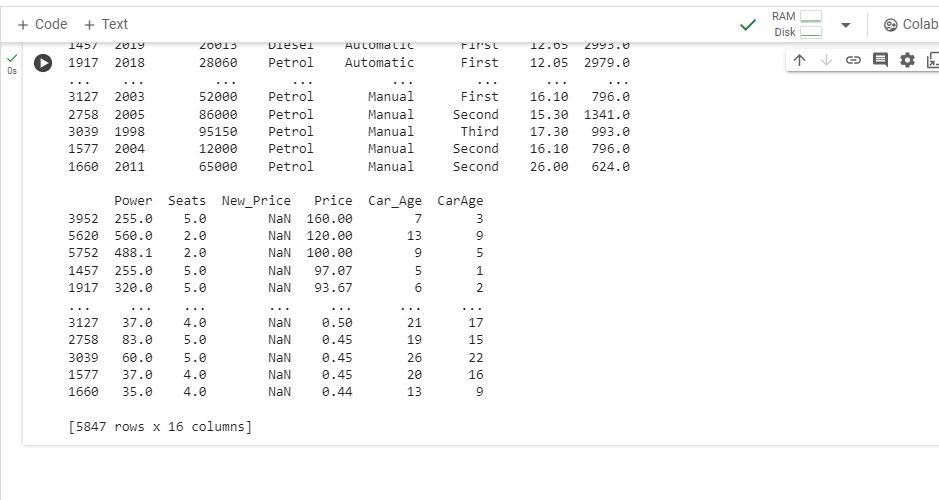 + Code + Text
RAM
Disk
Colab
0s
1457 2019 26013 Diesel Automatic First 12.05 2993.0
1917 2018 28060 Petrol Automatic First 12.05 2979.0
... ... ... ... ... ... ... ...
3127 2003 52000 Petrol Manual First 16.10 796.0
2758 2005 86000 Petrol Manual Second 15.30 1341.0
3039 1998 95150 Petrol Manual Third 17.30 993.0
1577 2004 12000 Petrol Manual Second 16.10 796.0
1660 2011 65000 Petrol Manual Second 26.00 624.0
Power Seats New_Price Price Car_Age CarAge
3952 255.0 5.0 NaN 160.00 7 3
5620 560.0 2.0 NaN 120.00 13 9
5752 488.1 2.0 NaN 100.00 9 5
1457 255.0 5.0 NaN 97.07 5 1
1917 320.0 5.0 NaN 93.67 6 2
... ... ... ... ... ... ...
3127 37.0 4.0 NaN 0.50 21 17
2758 83.0 5.0 NaN 0.45 19 15
3039 60.0 5.0 NaN 0.45 26 22
1577 37.0 4.0 NaN 0.45 20 16
1660 35.0 4.0 NaN 0.44 13 9
[5847 rows x 16 columns]